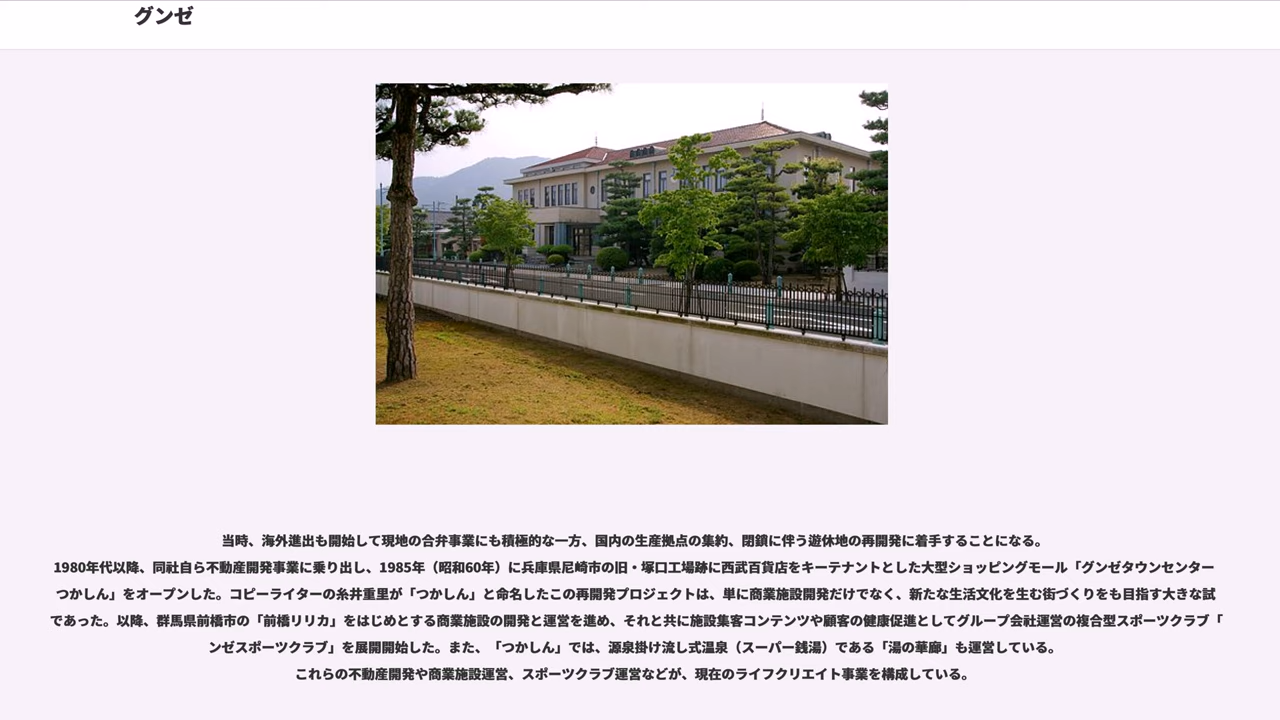 グンゼ
当時、海外進出も開始して現地の合弁事業にも積極的な一方、国内の生産拠点の集約、閉鎖に伴う遊休地の再開発に着手することになる。
1980年代以降、同社自ら不動産開発事業に乗り出し、1985年（昭和60年）に兵庫県尼崎市の旧・塚口工場跡に西武百貨店をキーテナントとした大型ショッピングモール「グンゼタウンセンター
つかしん」をオープンした。コピーライターの糸井重里が「つかしん」と命名したこの再開発プロジェクトは、単に商業施設開発だけでなく、新たな生活文化を生む街づくりをも目指す大きな試
であった。以降、群馬県前橋市の「前橋リリカ」をはじめとする商業施設の開発と運営を進め、それと共に施設集客コンテンツや顧客の健康促進としてグループ会社運営の複合型スポーツクラブ「
ンゼスポーツクラブ」を展開開始した。また、「つかしん」では、源泉掛け流し式温泉（スーパー銭湯）である「湯の華廊」も運営している。
これらの不動産開発や商業施設運営、スポーツクラブ運営などが、現在のライフクリエイト事業を構成している。